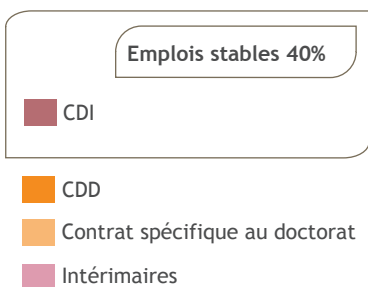 Emplois stables 40%
CDI
CDD
Contrat spécifique au doctorat
Intérimaires